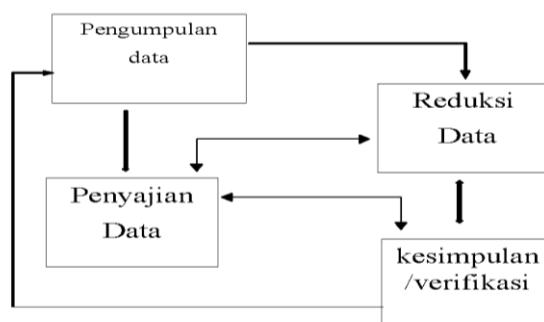 Pengumpulan
data
Reduksi
Data
Penyajian
Data
kesimpulan
/verifikasi